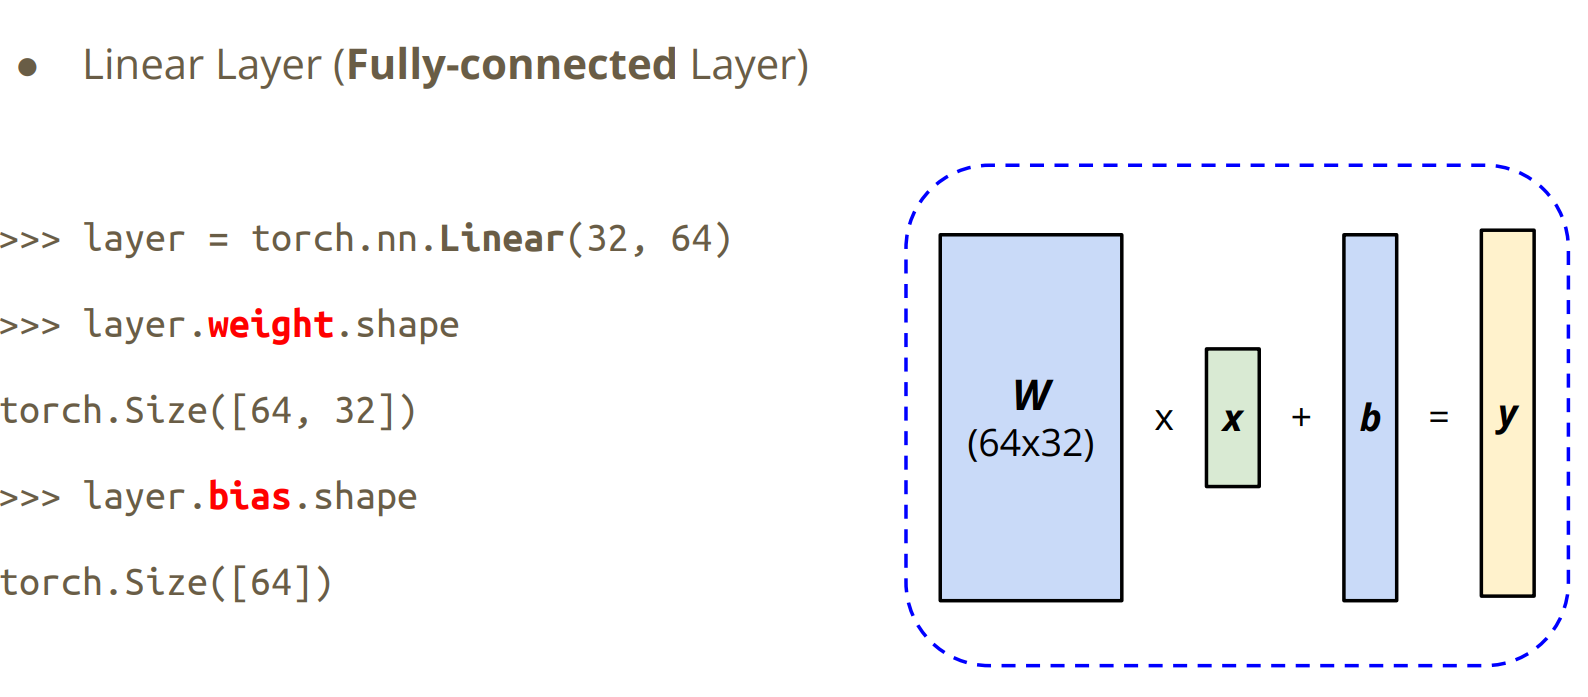 ● Linear Layer (Fully-connected Layer)
>>> layer = torch.nn.Linear(32, 64)
>>> layer.weight.shape
torch.Size([64, 32])
>>> layer.bias.shape
torch.Size([64])
W
(64x32)
x x + b = y